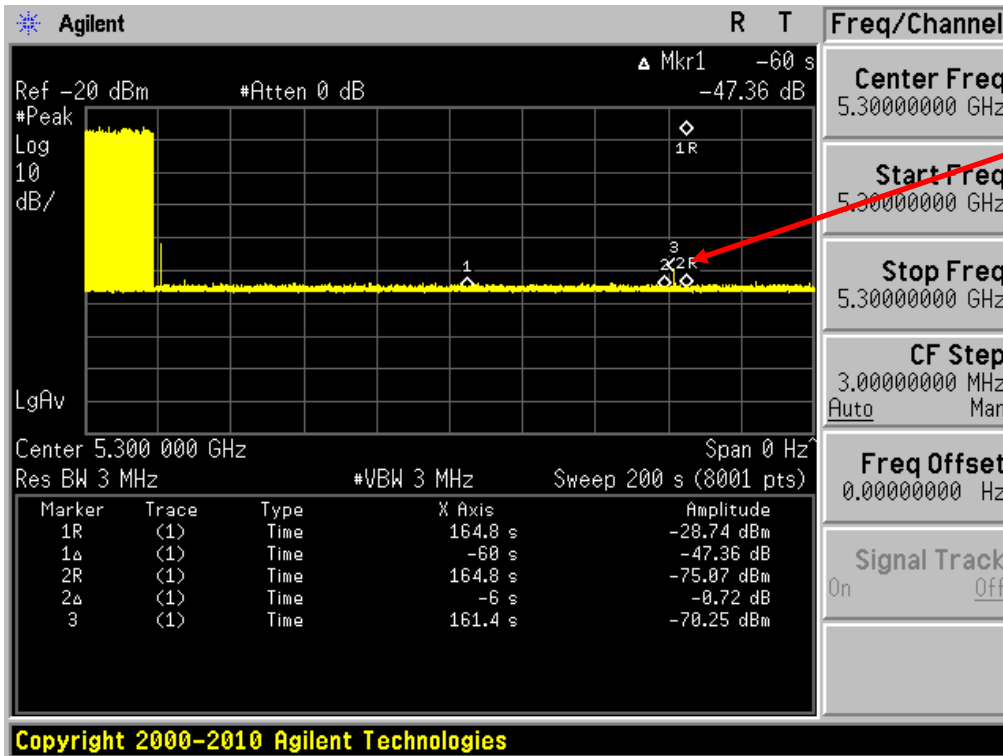 Agilent R T Freq/Channel
Δ Mkr1 -60 s
Ref -20 dBm #Atten 0 dB -47.36 dB
#Peak
Log
10
dB/
1R
3
1 2 2R
LgAv
Center 5.300 000 GHz Span 0 Hz^
Res BW 3 MHz #VBW 3 MHz Sweep 200 s (8001 pts)
Marker Trace Type X Axis Amplitude
1R (1) Time 164.8 s -28.74 dBm
1Δ (1) Time -60 s -47.36 dB
2R (1) Time 164.8 s -75.07 dBm
2Δ (1) Time -6 s -0.72 dB
3 (1) Time 161.4 s -70.25 dBm
Center Freq
5.30000000 GHz
Start Freq
5.30000000 GHz
Stop Freq
5.30000000 GHz
CF Step
3.00000000 MHz
Auto Man
Freq Offset
0.00000000 Hz
Signal Track
On Off
Copyright 2000-2010 Agilent Technologies